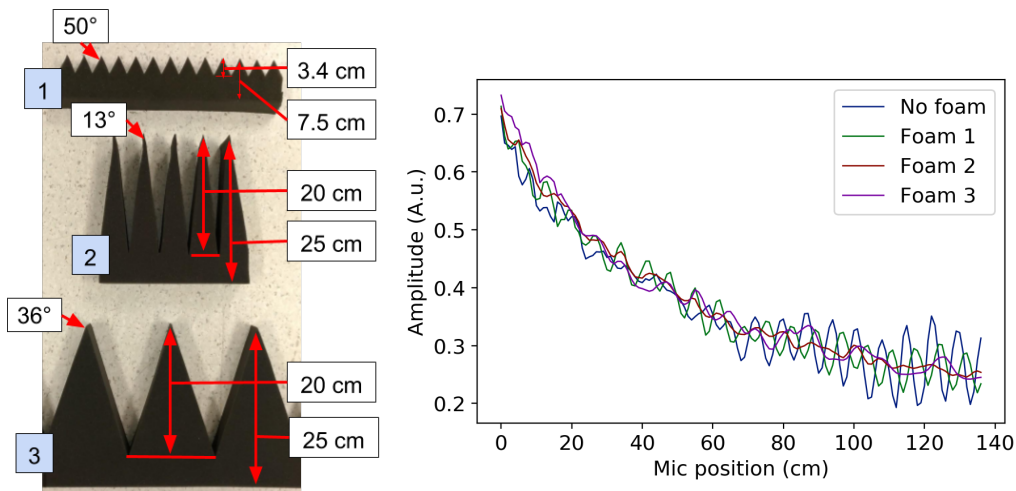 50°
3.4 cm
1
7.5 cm
13°
20 cm
25 cm
2
36°
20 cm
25 cm
3
Amplitude (A.u.)
0.7
0.6
0.5
0.4
0.3
0.2
No foam
Foam 1
Foam 2
Foam 3
0 20 40 60 80 100 120 140
Mic position (cm)